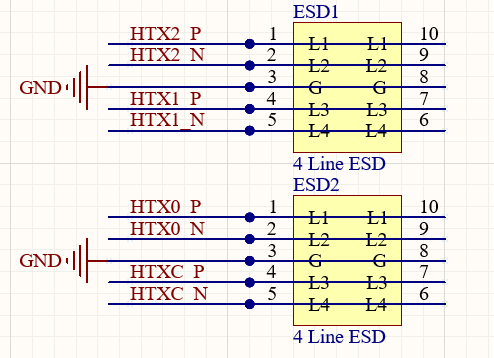 ESD1
HTX2_P 1 L1 L1 10
HTX2_N 2 L2 L2 9
GND 3 G G 8
HTX1_P 4 L3 L3 7
HTX1_N 5 L4 L4 6
4 Line ESD
ESD2
HTX0_P 1 L1 L1 10
HTX0_N 2 L2 L2 9
GND 3 G G 8
HTXC_P 4 L3 L3 7
HTXC_N 5 L4 L4 6
4 Line ESD